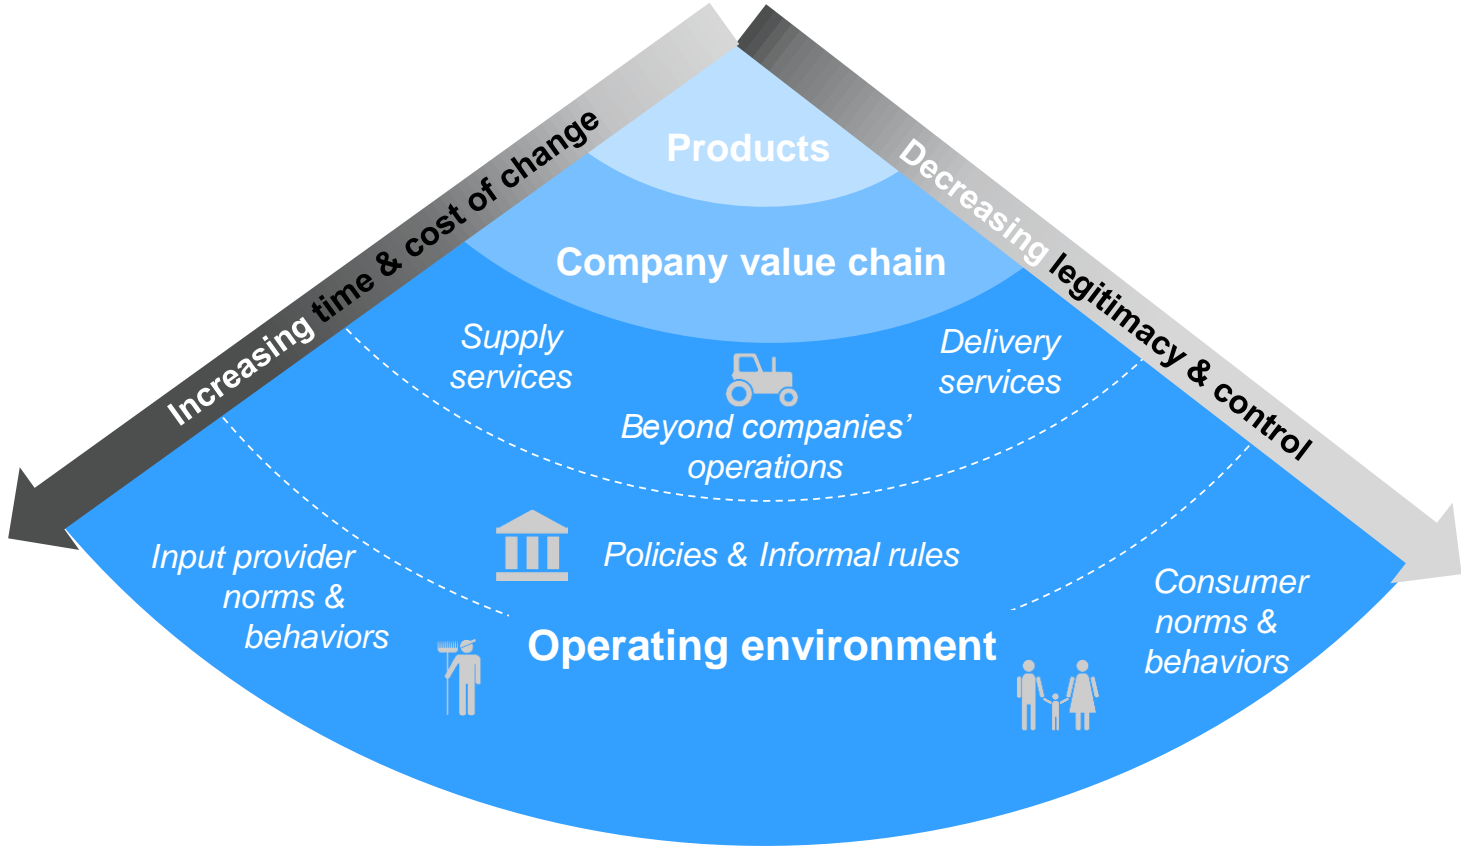 Increasing time & cost of change
Decreasing legitimacy & control
Products
Company value chain
Supply
services
Delivery
services
Beyond companies’
operations
Policies & Informal rules
Input provider
norms &
behaviors
Operating environment
Consumer
norms &
behaviors